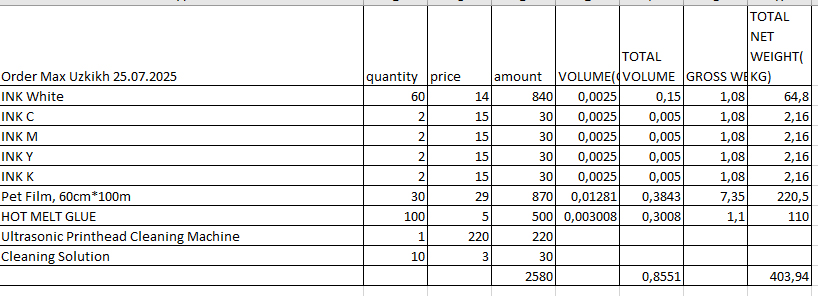 TOTAL
NET
WEIGHT(
TOTAL
Order Max Uzkikh 25.07.2025 quantity price amount VOLUME( VOLUME GROSS WE KG)
INK White 60 14 840 0,0025 0,15 1,08 64,8
INK C 2 15 30 0,0025 0,005 1,08 2,16
INK M 2 15 30 0,0025 0,005 1,08 2,16
INK Y 2 15 30 0,0025 0,005 1,08 2,16
INK K 2 15 30 0,0025 0,005 1,08 2,16
Pet Film, 60cm*100m 30 29 870 0,01281 0,3843 7,35 220,5
HOT MELT GLUE 100 5 500 0,003008 0,3008 1,1 110
Ultrasonic Printhead Cleaning Machine 1 220 220
Cleaning Solution 10 3 30
2580 0,8551 403,94